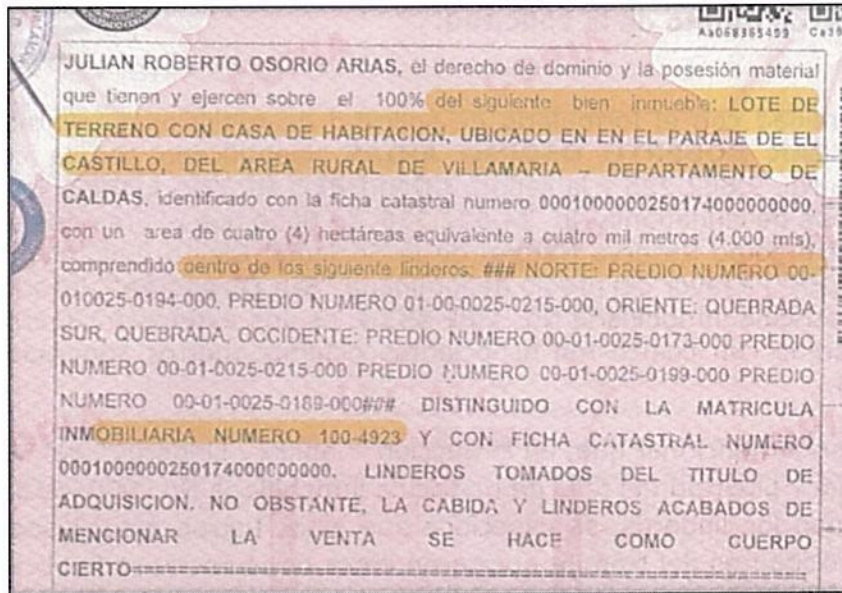 Ab068365499
JULIAN ROBERTO OSORIO ARIAS, el derecho de dominio y la posesión material
que tienen y ejercen sobre el 100% del siguiente bien inmueble: LOTE DE
TERRENO CON CASA DE HABITACION, UBICADO EN EN EL PARAJE DE EL
CASTILLO, DEL AREA RURAL DE VILLAMARIA – DEPARTAMENTO DE
CALDAS, identificado con la ficha catastral numero 000100000025017400000000,
con un area de cuatro (4) hectáreas equivalente a cuatro mil metros (4.000 mts),
comprendido dentro de los siguiente linderos: ### NORTE: PREDIO NUMERO 00-
010025-0194-000, PREDIO NUMERO 01-00-0025-0215-000, ORIENTE: QUEBRADA
SUR, QUEBRADA, OCCIDENTE: PREDIO NUMERO 00-01-0025-0173-000 PREDIO
NUMERO 00-01-0025-0215-000 PREDIO NUMERO 00-01-0025-0199-000 PREDIO
NUMERO 00-01-0025-0189-000### DISTINGUIDO CON LA MATRICULA
INMOBILIARIA NUMERO 100-4923 Y CON FICHA CATASTRAL NUMERO
000100000025017400000000. LINDEROS TOMADOS DEL TITULO DE
ADQUISICION. NO OBSTANTE, LA CABIDA Y LINDEROS ACABADOS DE
MENCIONAR LA VENTA SE HACE COMO CUERPO
CIERTO================================================